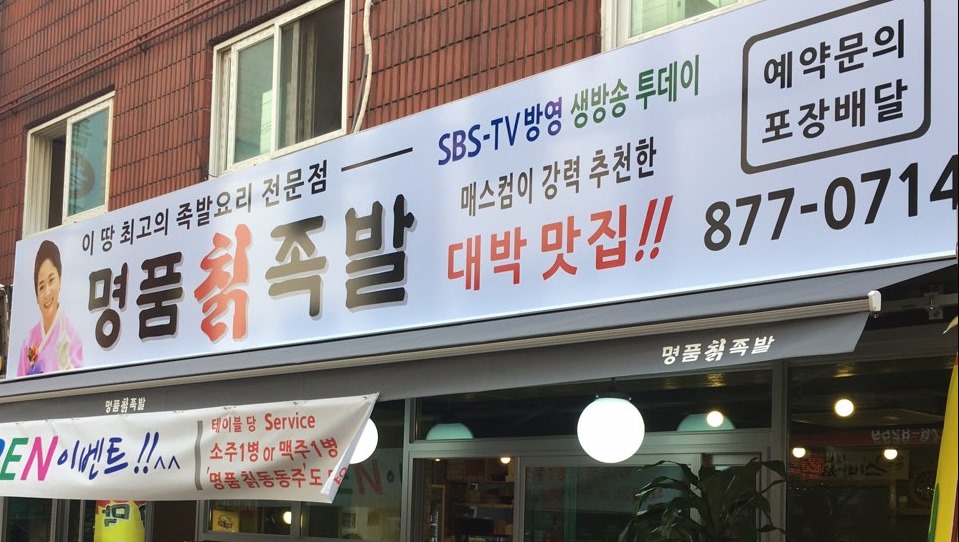 이 땅 최고의 족발요리 전문점
명품칡족발
SBS-TV방영 생방송 투데이
매스컴이 강력 추천한
대박 맛집!!
예약문의
포장배달
877-0714
명품칡족발
명품칡족발
EN이벤트!!^^
테이블당 Service
소주1병 or 맥주1병
'명품칡동동주'도